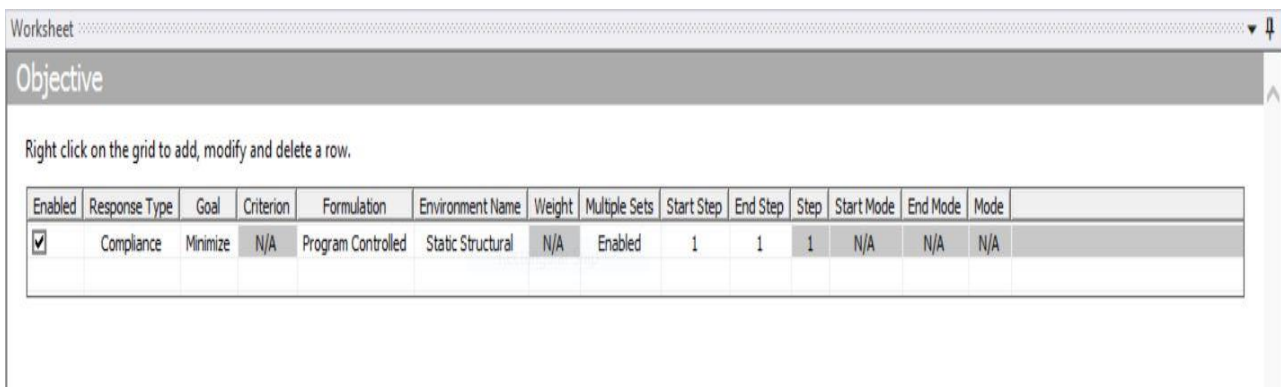 Worksheet
Objective
Right click on the grid to add, modify and delete a row.
Enabled Response Type Goal Criterion Formulation Environment Name Weight Multiple Sets Start Step End Step Step Start Mode End Mode Mode
Compliance Minimize N/A Program Controlled Static Structural N/A Enabled 1 1 1 N/A N/A N/A